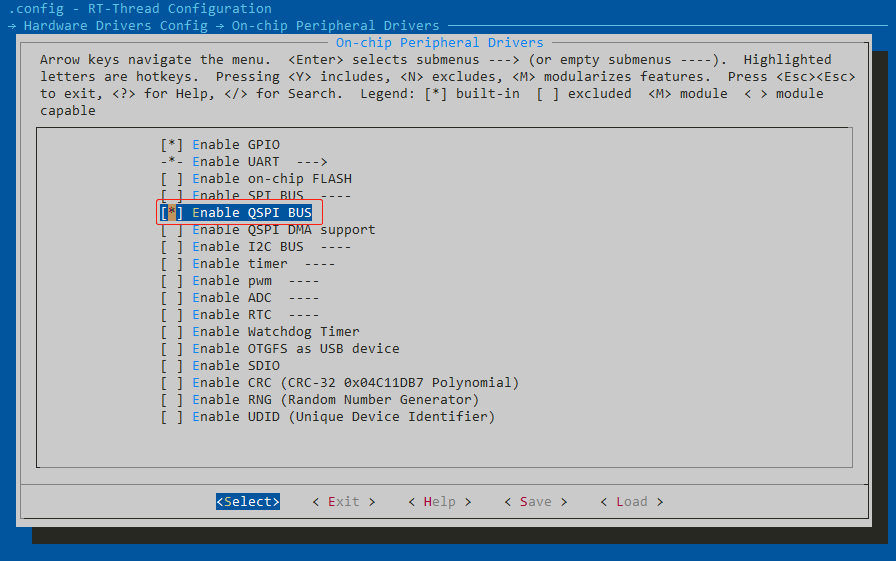 .config - RT-Thread Configuration
→ Hardware Drivers Config → On-chip Peripheral Drivers
On-chip Peripheral Drivers
Arrow keys navigate the menu.  <Enter> selects submenus ---> (or empty submenus ----).  Highlighted
letters are hotkeys.  Pressing <Y> includes, <N> excludes, <M> modularizes features.  Press <Esc><Esc>
to exit, <?> for Help, </> for Search.  Legend: [*] built-in  [ ] excluded  <M> module  < > module
capable
[*] Enable GPIO
-*- Enable UART  --->
[ ] Enable on-chip FLASH
[ ] Enable SPI BUS  ----
[*] Enable QSPI BUS
[ ] Enable QSPI DMA support
[ ] Enable I2C BUS  ----
[ ] Enable timer  ----
[ ] Enable pwm  ----
[ ] Enable ADC  ----
[ ] Enable RTC  ----
[ ] Enable Watchdog Timer
[ ] Enable OTGFS as USB device
[ ] Enable SDIO
[ ] Enable CRC (CRC-32 0x04C11DB7 Polynomial)
[ ] Enable RNG (Random Number Generator)
[ ] Enable UDID (Unique Device Identifier)
<Select>    < Exit >    < Help >    < Save >    < Load >